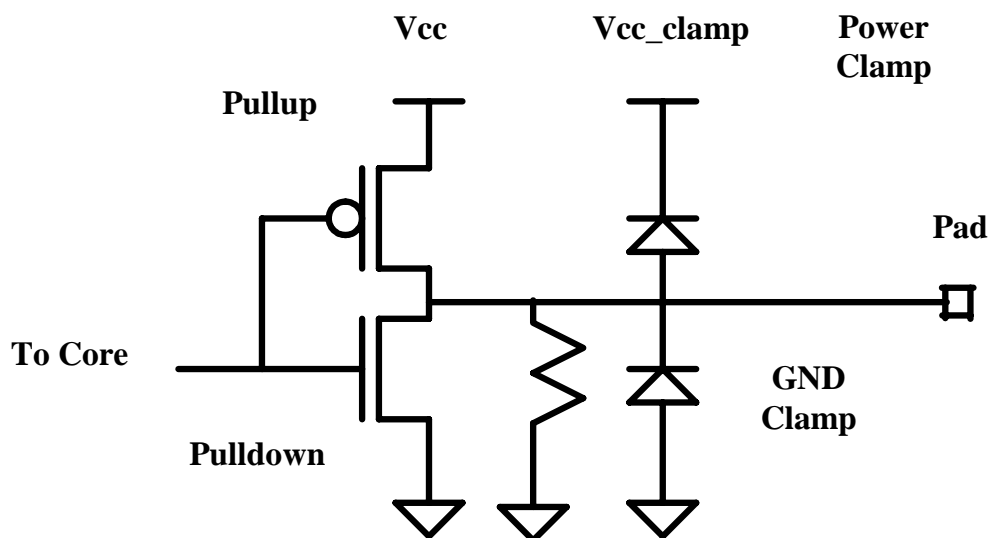 Vcc
Vcc_clamp
Power
Clamp
Pullup
Pad
To Core
GND
Clamp
Pulldown